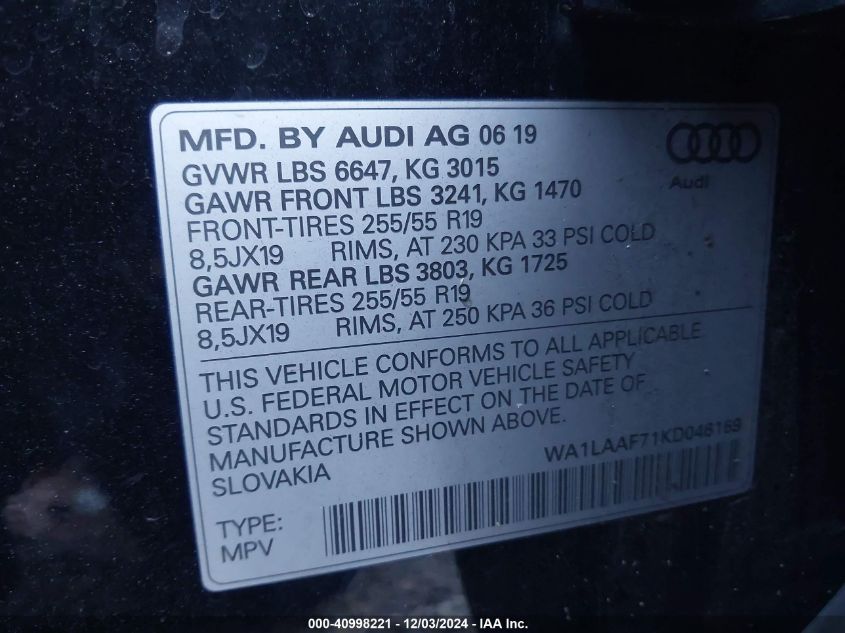 MFD. BY AUDI AG 06 19
Audi
GVWR LBS 6647, KG 3015
GAWR FRONT LBS 3241, KG 1470
FRONT-TIRES 255/55 R19
8,5JX19 RIMS, AT 230 KPA 33 PSI COLD
GAWR REAR LBS 3803, KG 1725
REAR-TIRES 255/55 R19
8,5JX19 RIMS, AT 250 KPA 36 PSI COLD
THIS VEHICLE CONFORMS TO ALL APPLICABLE
U.S. FEDERAL MOTOR VEHICLE SAFETY
STANDARDS IN EFFECT ON THE DATE OF
MANUFACTURE SHOWN ABOVE.
SLOVAKIA
WA1LAAF71KD046169
TYPE:
MPV
000-40998221 - 12/03/2024 - IAA Inc.